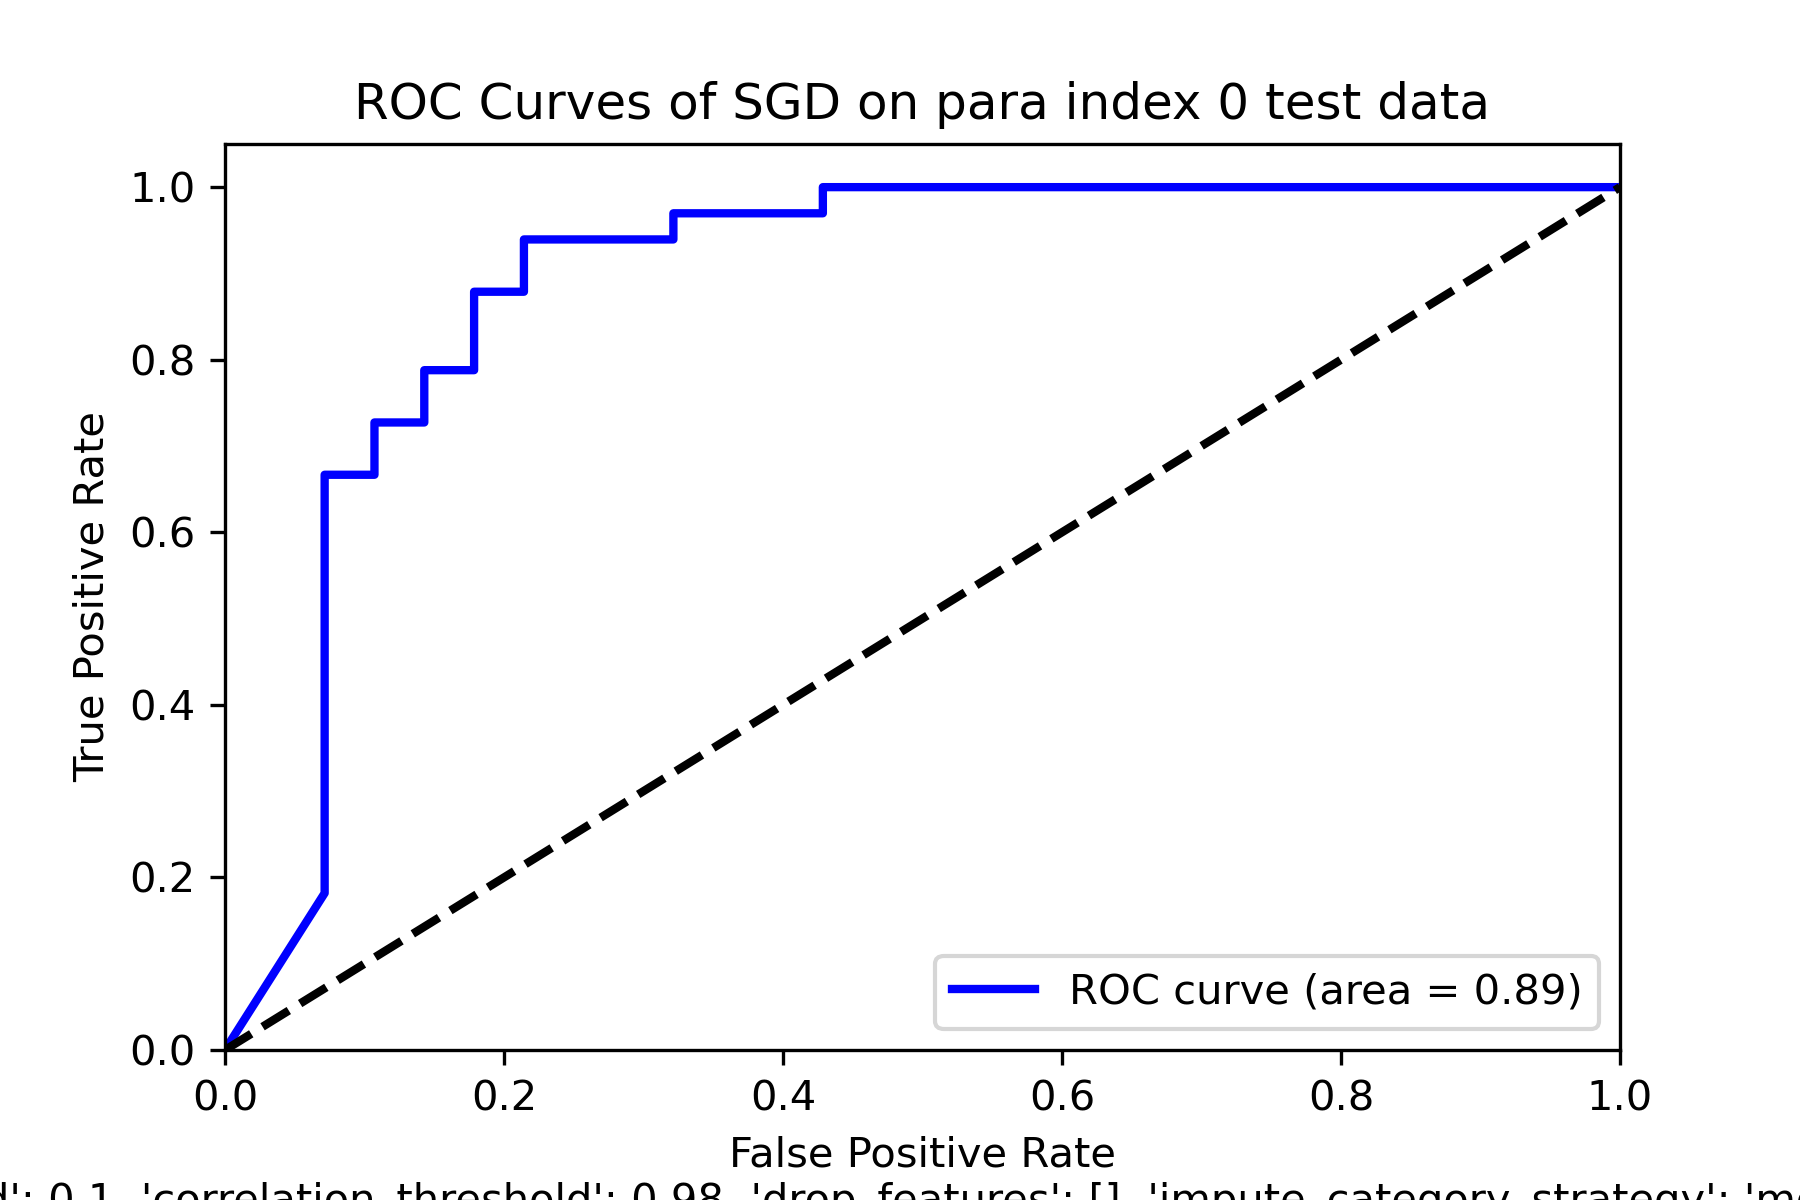 ROC Curves of SGD on para index 0 test data
True Positive Rate
1.0
0.8
0.6
0.4
0.2
0.0
ROC curve (area = 0.89)
0.0 0.2 0.4 0.6 0.8 1.0
False Positive Rate
': 0.1, 'correlation_threshold': 0.98, 'drop_features': [], 'impute_category_strategy':